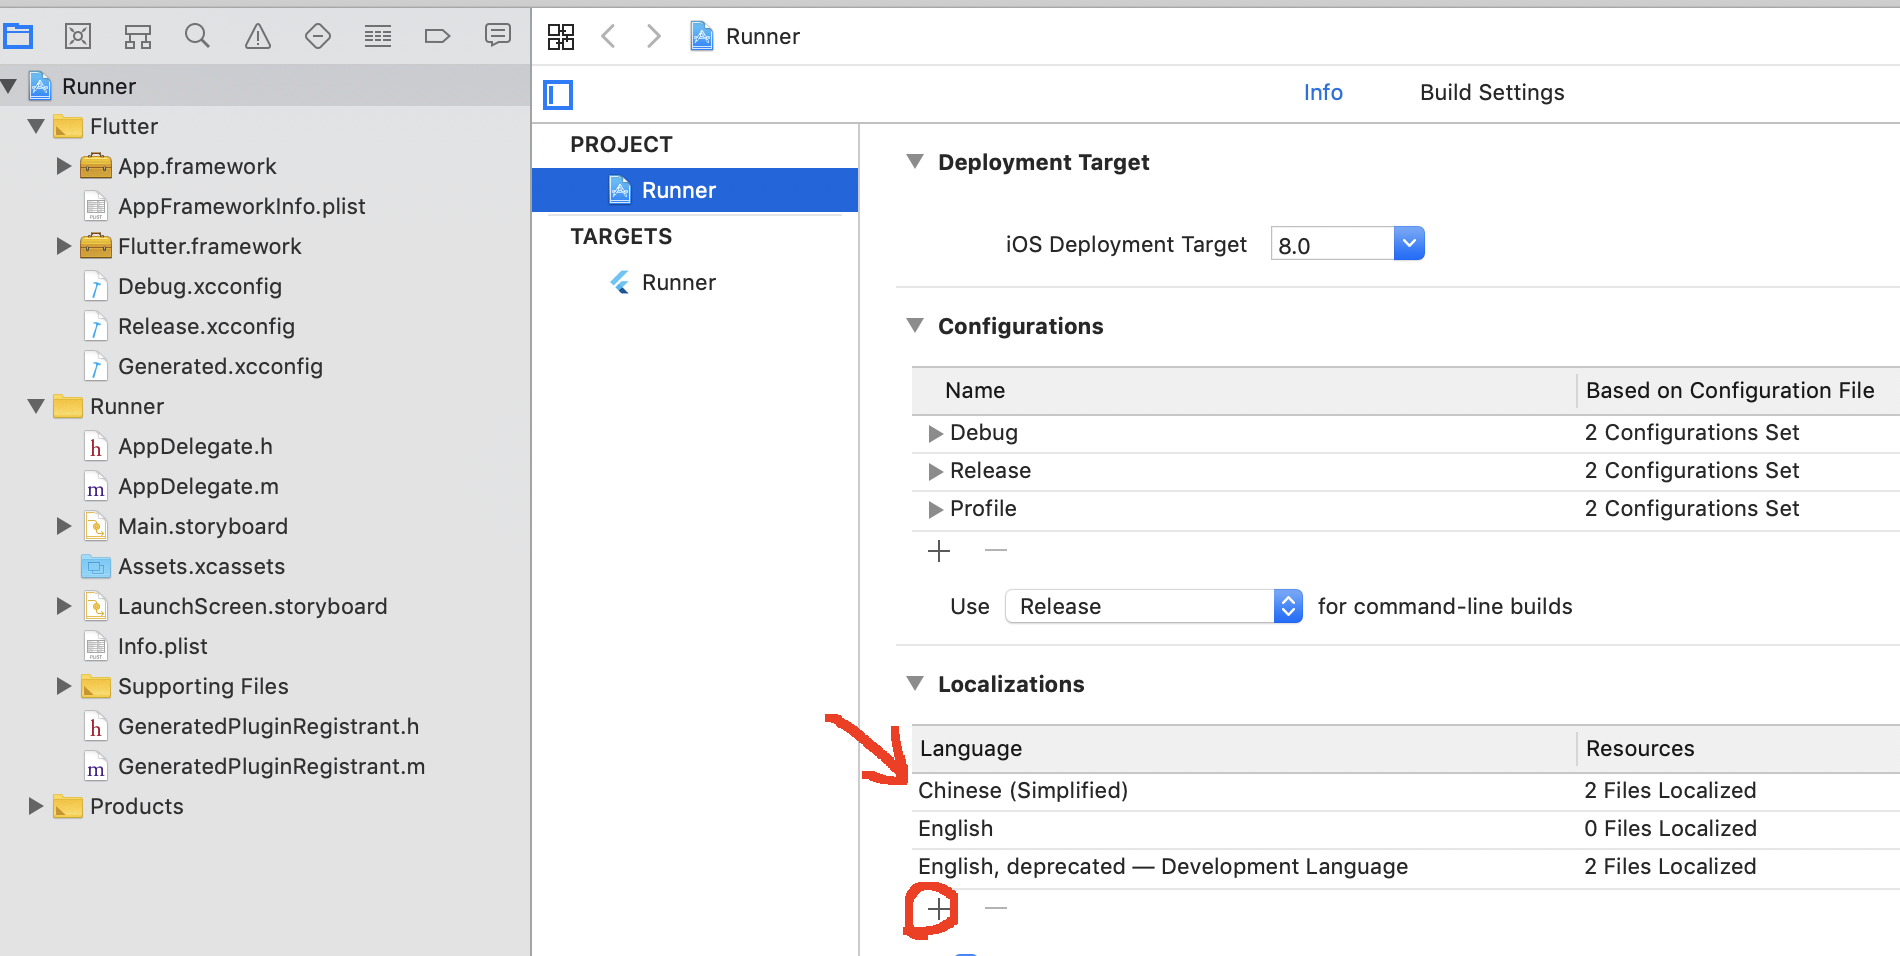 Runner
Info
Build Settings
Runner
Flutter
App.framework
AppFrameworkInfo.plist
Flutter.framework
Debug.xcconfig
Release.xcconfig
Generated.xcconfig
Runner
AppDelegate.h
AppDelegate.m
Main.storyboard
Assets.xcassets
LaunchScreen.storyboard
Info.plist
Supporting Files
GeneratedPluginRegistrant.h
GeneratedPluginRegistrant.m
Products
PROJECT
Runner
TARGETS
Runner
Deployment Target
iOS Deployment Target 8.0
Configurations
Name Based on Configuration File
Debug 2 Configurations Set
Release 2 Configurations Set
Profile 2 Configurations Set
Use Release for command-line builds
Localizations
Language Resources
Chinese (Simplified) 2 Files Localized
English 0 Files Localized
English, deprecated — Development Language 2 Files Localized